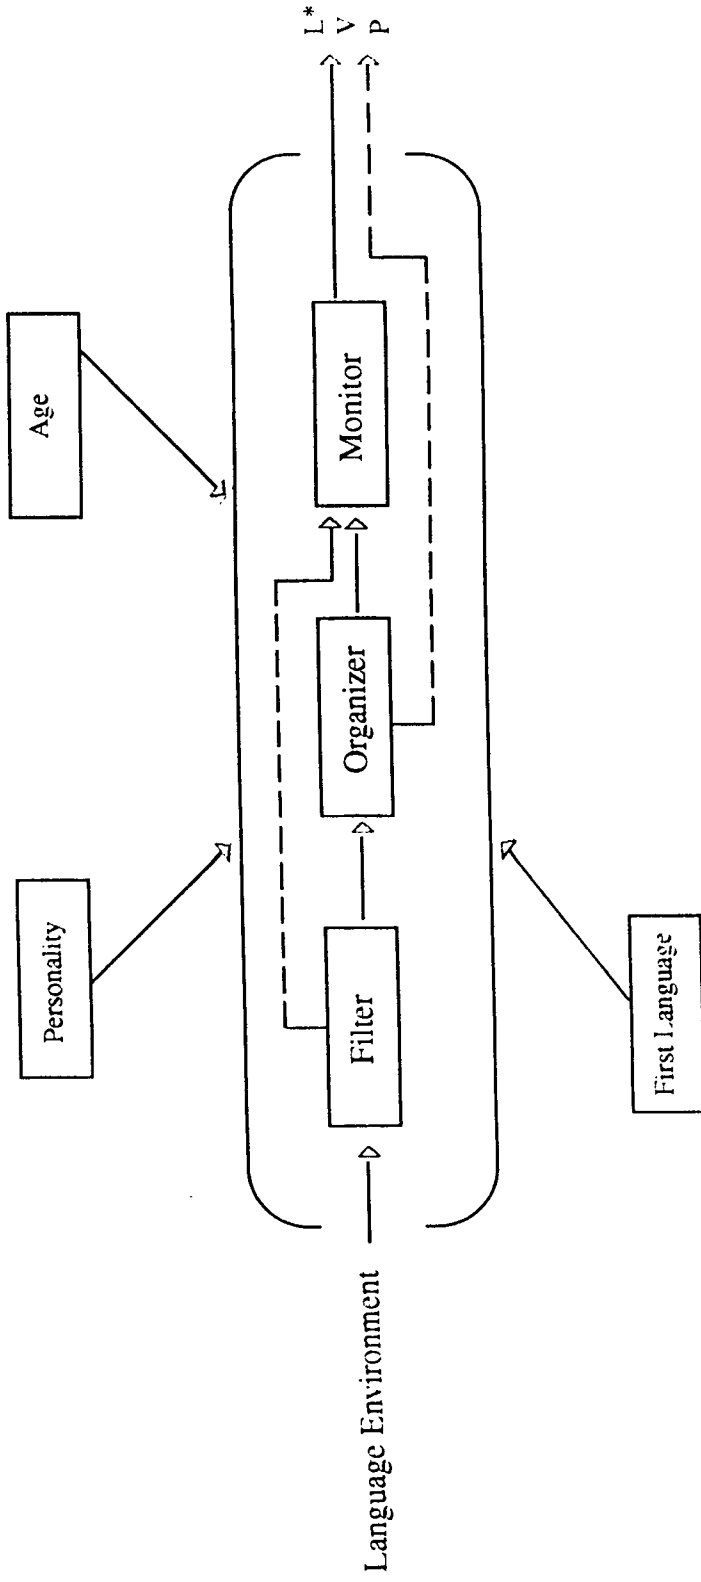 Personality
Age
Language Environment
Filter
Organizer
Monitor
L*
V
P
First Language